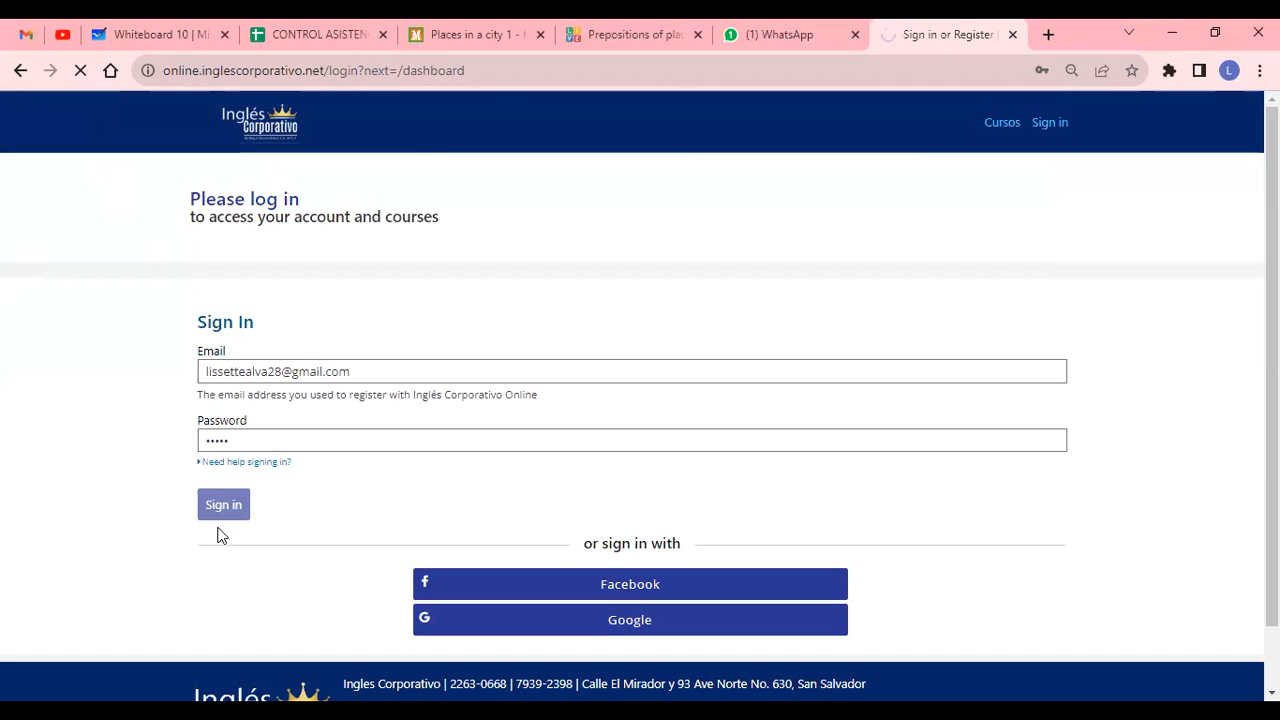 Whiteboard 10 | Mi
CONTROL ASISTEN
Places in a city 1 -
Prepositions of pla
(1) WhatsApp
Sign in or Register
L
online.inglescorporativo.net/login?next=/dashboard
Inglés
Corporativo
Cursos
Sign in
Please log in
to access your account and courses
Sign In
Email
lissettealva28@gmail.com
The email address you used to register with Inglés Corporativo Online
Password
•••••
Need help signing in?
Sign in
or sign in with
Facebook
Google
Inglés
Ingles Corporativo | 2263-0668 | 7939-2398 | Calle El Mirador y 93 Ave Norte No. 630, San Salvador